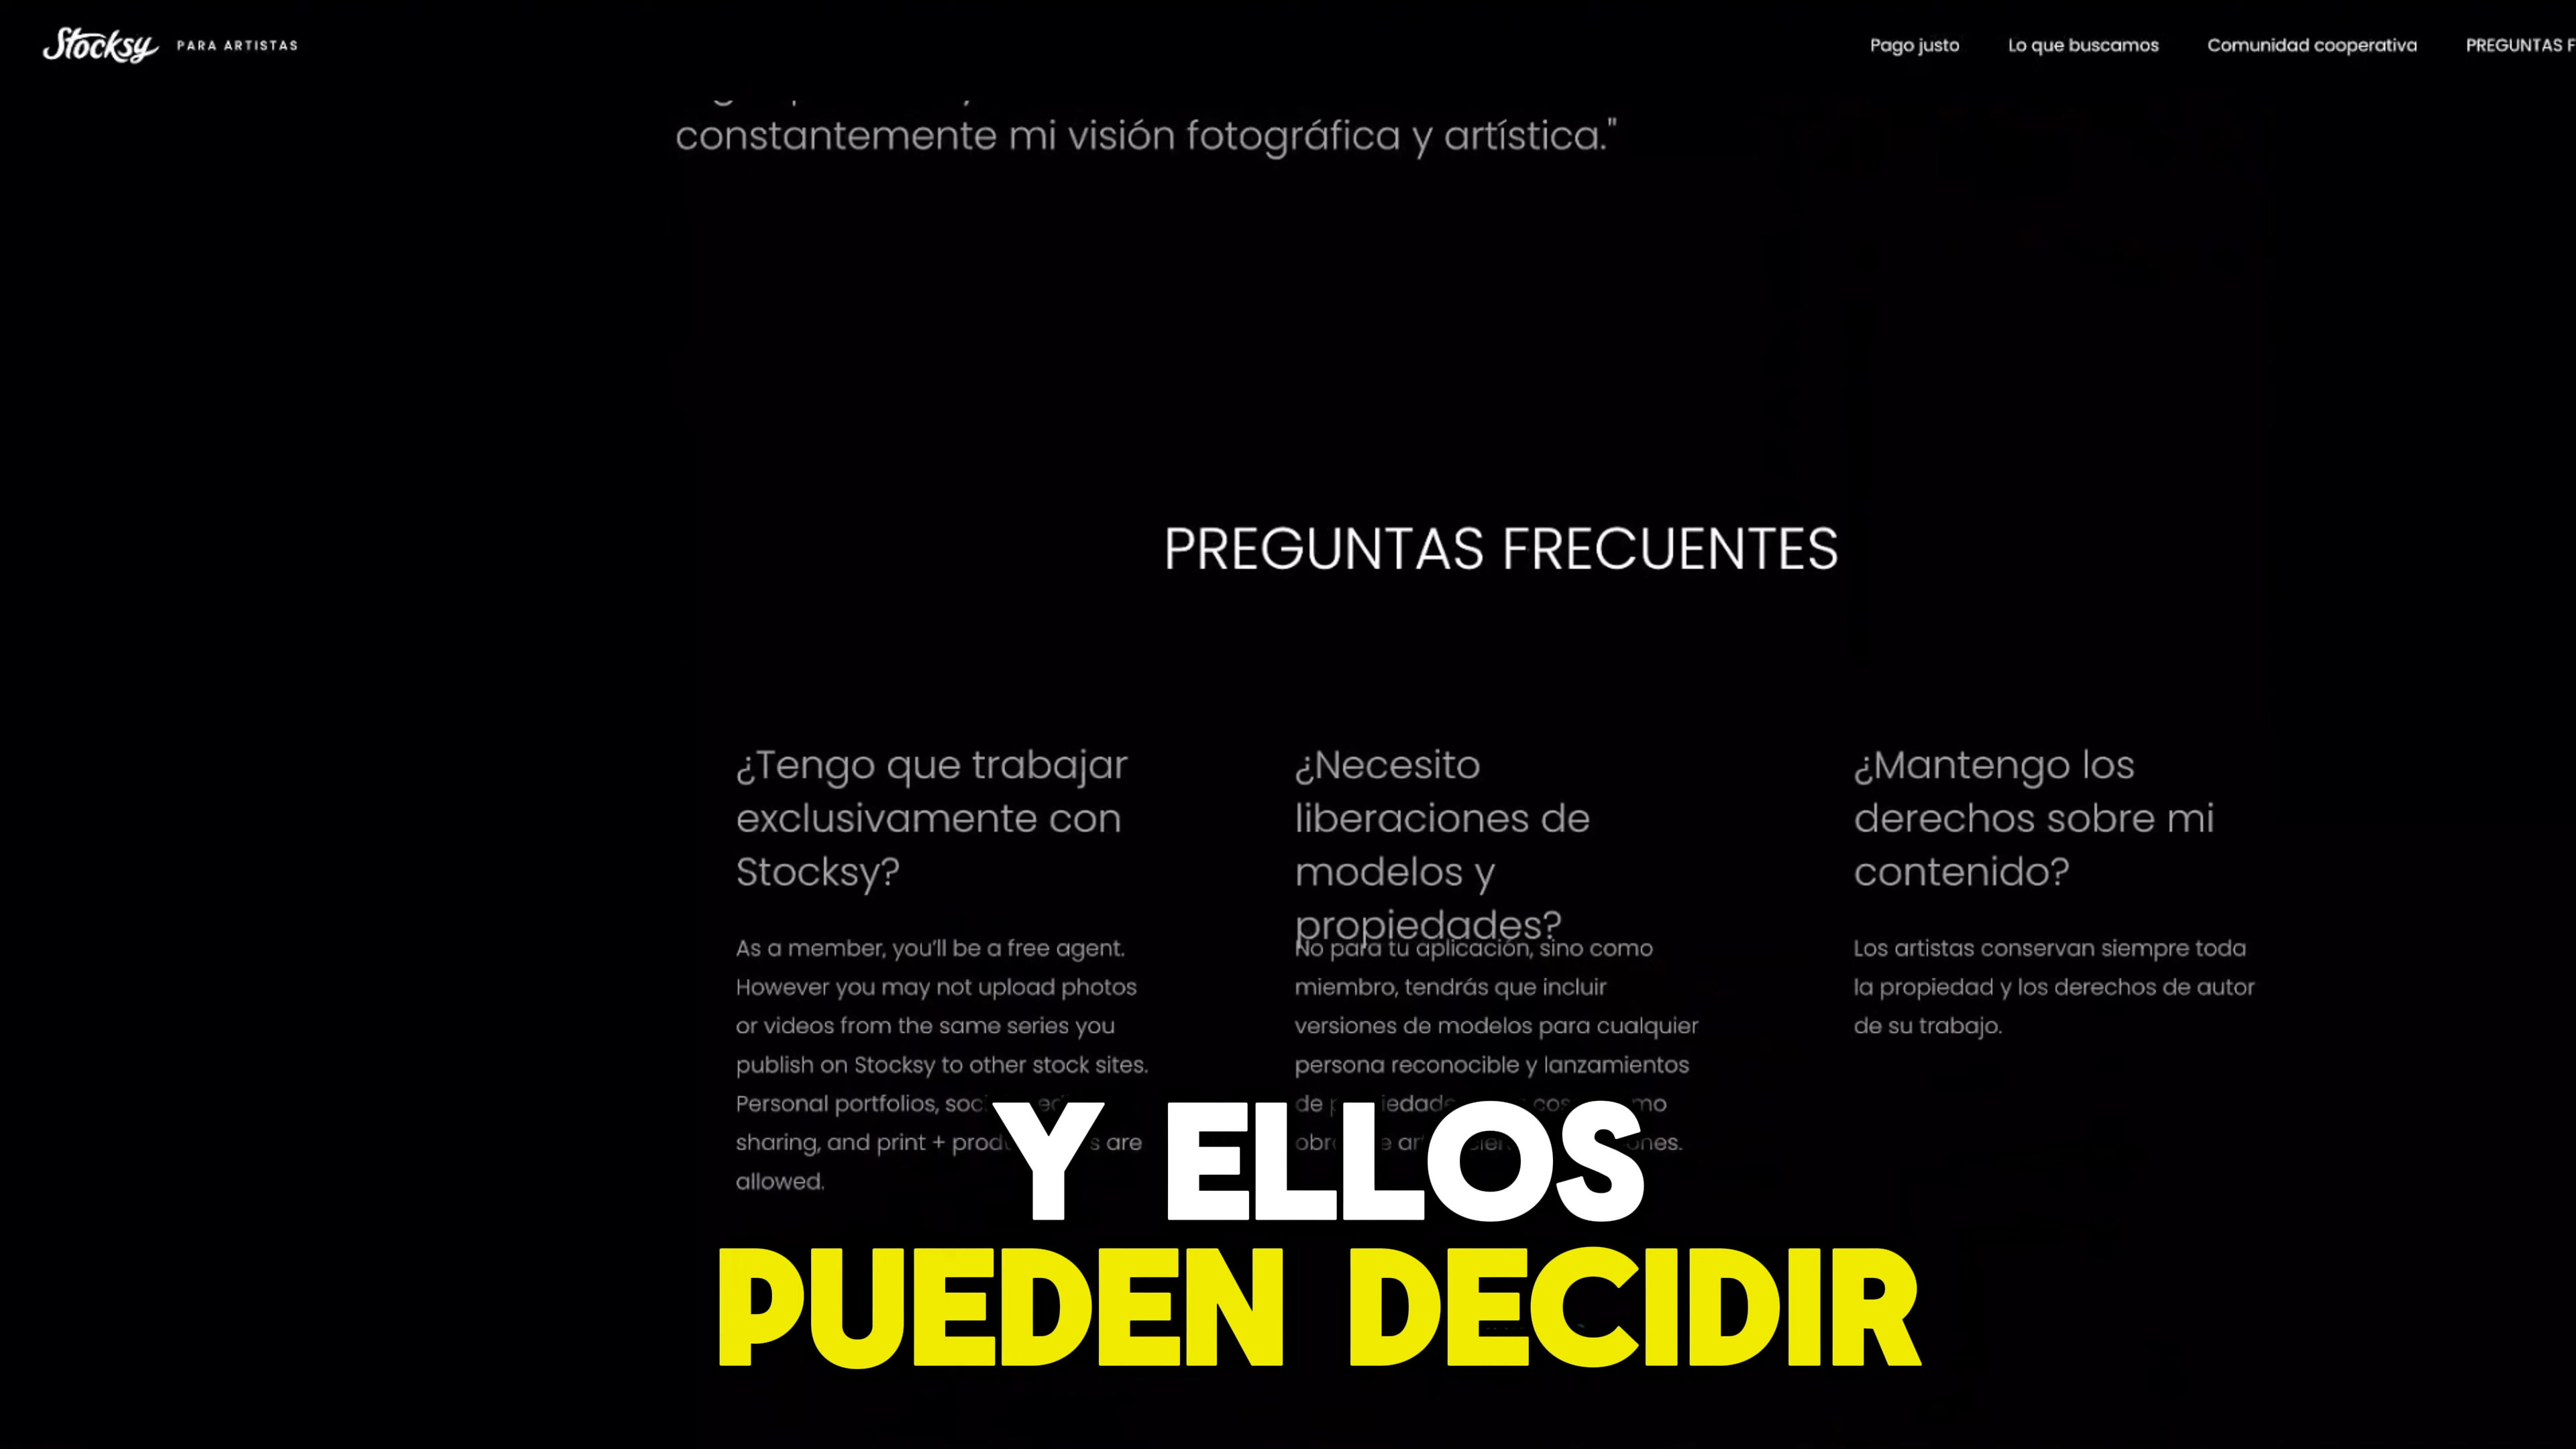 Stocksy PARA ARTISTAS
Pago justo Lo que buscamos Comunidad cooperativa PREGUNTAS F
constantemente mi visión fotográfica y artística."
PREGUNTAS FRECUENTES
¿Tengo que trabajar
exclusivamente con
Stocksy?
As a member, you'll be a free agent.
However you may not upload photos
or videos from the same series you
publish on Stocksy to other stock sites.
Personal portfolios,
sharing, and print + are
allowed.
¿Necesito
liberaciones de
modelos y
propiedades?
No para tu aplicación, sino como
miembro, tendrás que incluir
versiones de modelos para cualquier
persona reconocible y lanzamientos
de
¿Mantengo los
derechos sobre mi
contenido?
Los artistas conservan siempre toda
la propiedad y los derechos de autor
de su trabajo.
Y ELLOS
PUEDEN DECIDIR